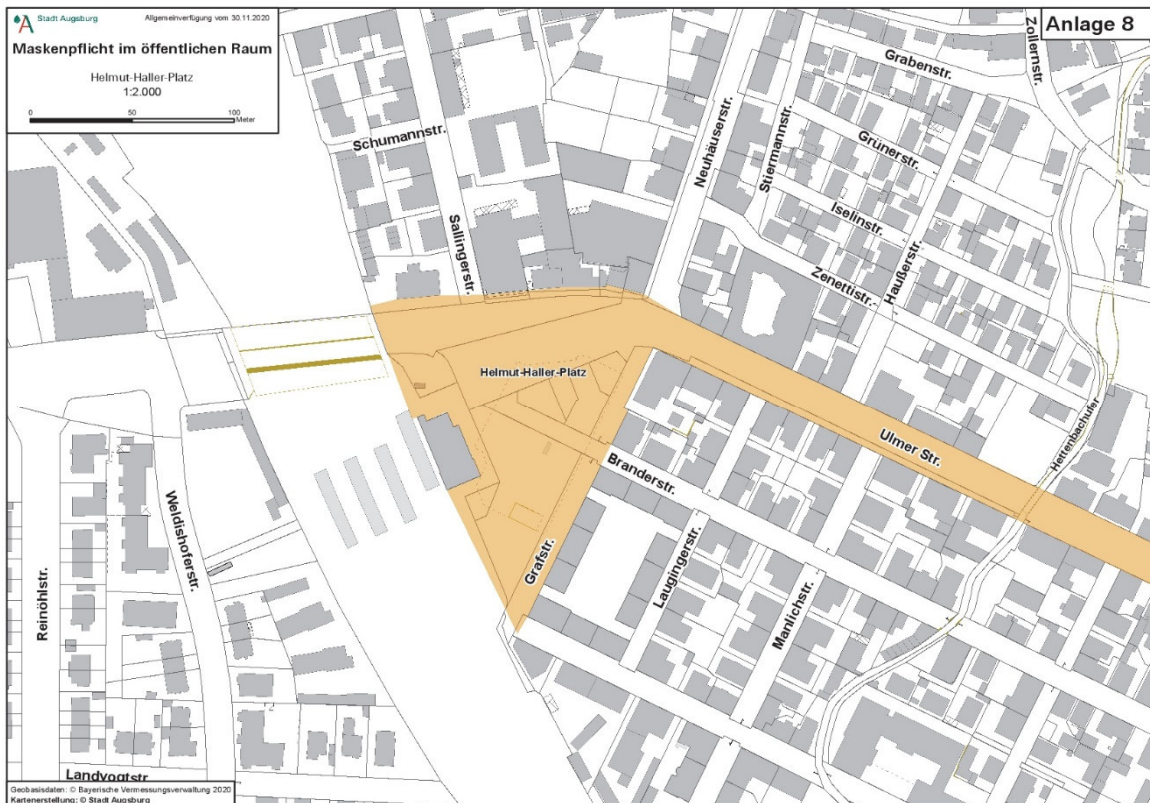 Stadt Augsburg
Allgemeinverfügung vom 30.11.2020
Maskenpflicht im öffentlichen Raum
Helmut-Haller-Platz
1:2.000
0 50 100
Meter
Anlage 8
Zollernstr.
Grabenstr.
Schumannstr.
Neuhäuserstr.
Stiermannstr.
Grünerstr.
Iselinstr.
Sallingerstr.
Haußerstr.
Zenettistr.
Helmut-Haller-Platz
Hettenbachufer
Ulmer Str.
Branderstr.
Weldishoferstr.
Grafstr.
Laugingerstr.
Manlichstr.
Reinöhlstr.
Landvogtstr.
Geobasisdaten: © Bayerische Vermessungsverwaltung 2020
Kartenerstellung: © Stadt Augsburg